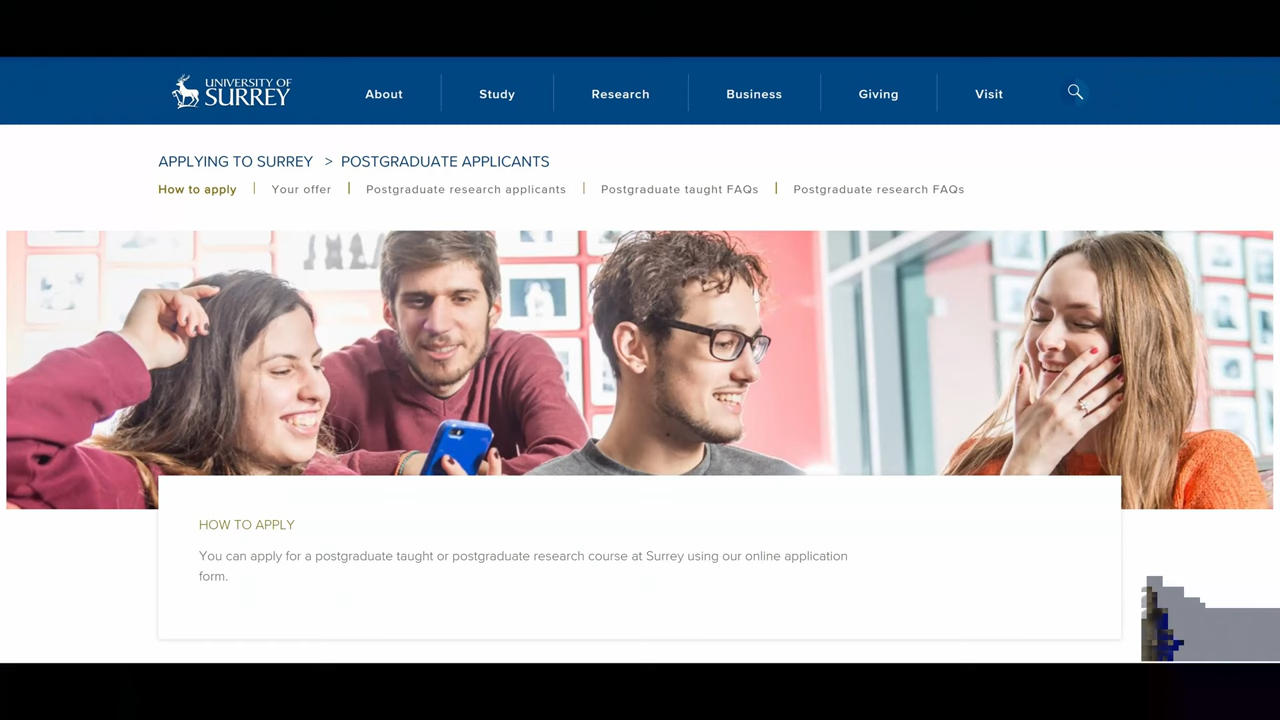 UNIVERSITY OF
SURREY
About
Study
Research
Business
Giving
Visit
APPLYING TO SURREY > POSTGRADUATE APPLICANTS
How to apply | Your offer | Postgraduate research applicants | Postgraduate taught FAQs | Postgraduate research FAQs
HOW TO APPLY
You can apply for a postgraduate taught or postgraduate research course at Surrey using our online application
form.